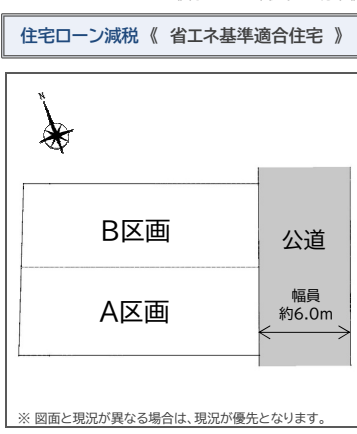 住宅ローン減税《 省エネ基準適合住宅 》
N
B区画
公道
A区画
幅員
約6.0m
※ 図面と現況が異なる場合は、現況が優先となります。